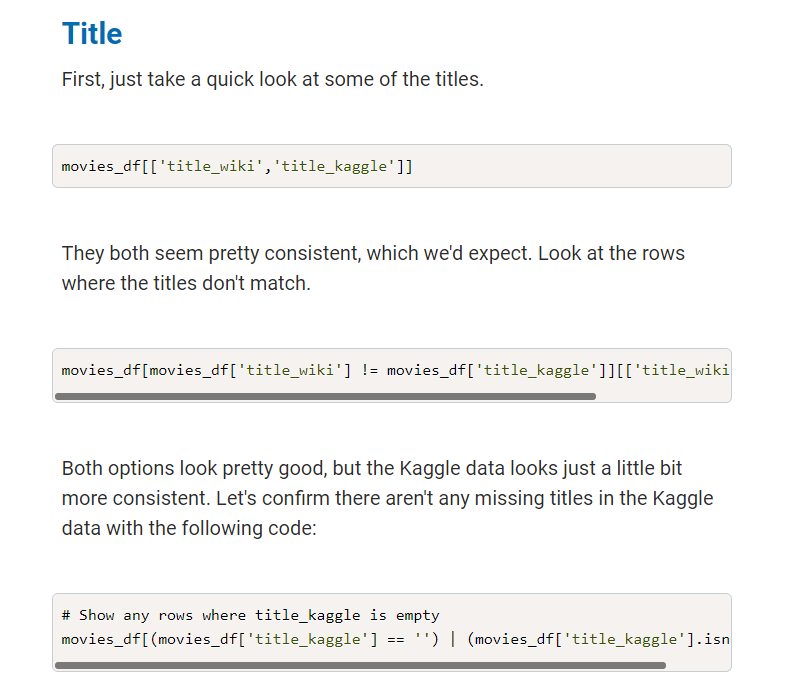 Title
First, just take a quick look at some of the titles.
movies_df[['title_wiki','title_kaggle']]
They both seem pretty consistent, which we'd expect. Look at the rows
where the titles don't match.
movies_df[movies_df['title_wiki'] != movies_df['title_kaggle']][['title_wiki
Both options look pretty good, but the Kaggle data looks just a little bit
more consistent. Let's confirm there aren't any missing titles in the Kaggle
data with the following code:
# Show any rows where title_kaggle is empty
movies_df[(movies_df['title_kaggle'] == '') | (movies_df['title_kaggle'].isn